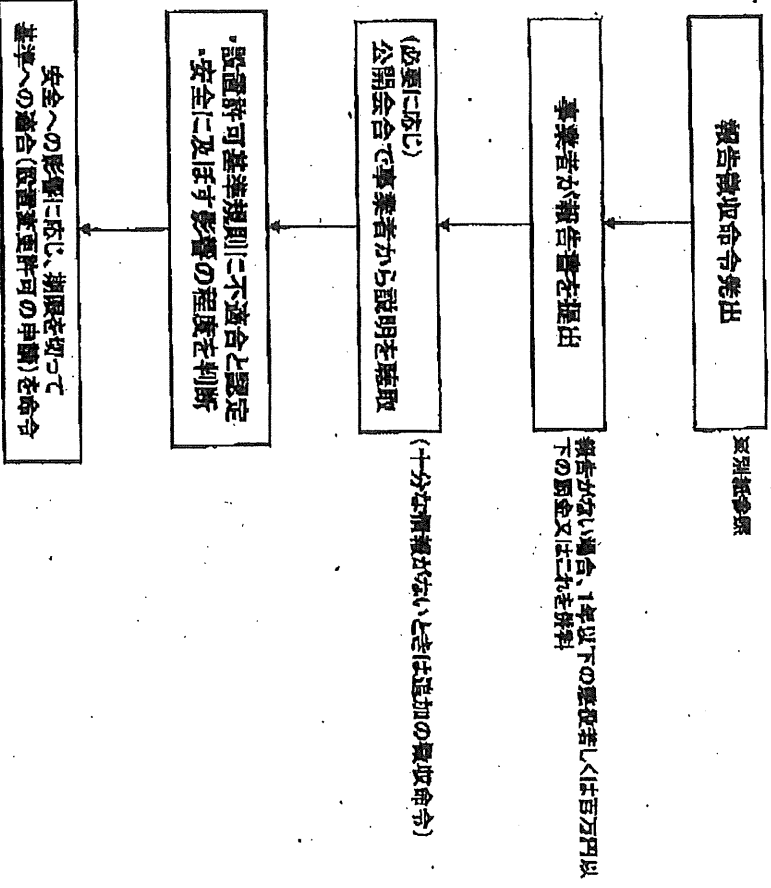 報告徴収命令発出
※別紙参照
事業者が報告書を提出
報告がない場合、1年以下の懲役若しくは百万円以
下の罰金又はこれを併科
(必要に応じ)
公開会合で事業者から説明を聴取
(十分な情報がないときは追加の徴収命令)
・設置許可基準規則に不適合と認定
・安全に及ぼす影響の程度を判断
安全への影響に応じ、期限を切って
基準への適合(設置変更許可の申請)を命令